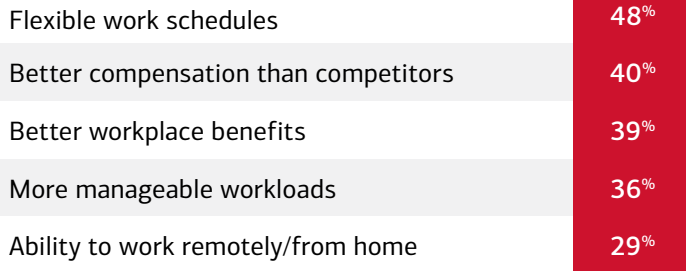 Flexible work schedules 48%
Better compensation than competitors 40%
Better workplace benefits 39%
More manageable workloads 36%
Ability to work remotely/from home 29%